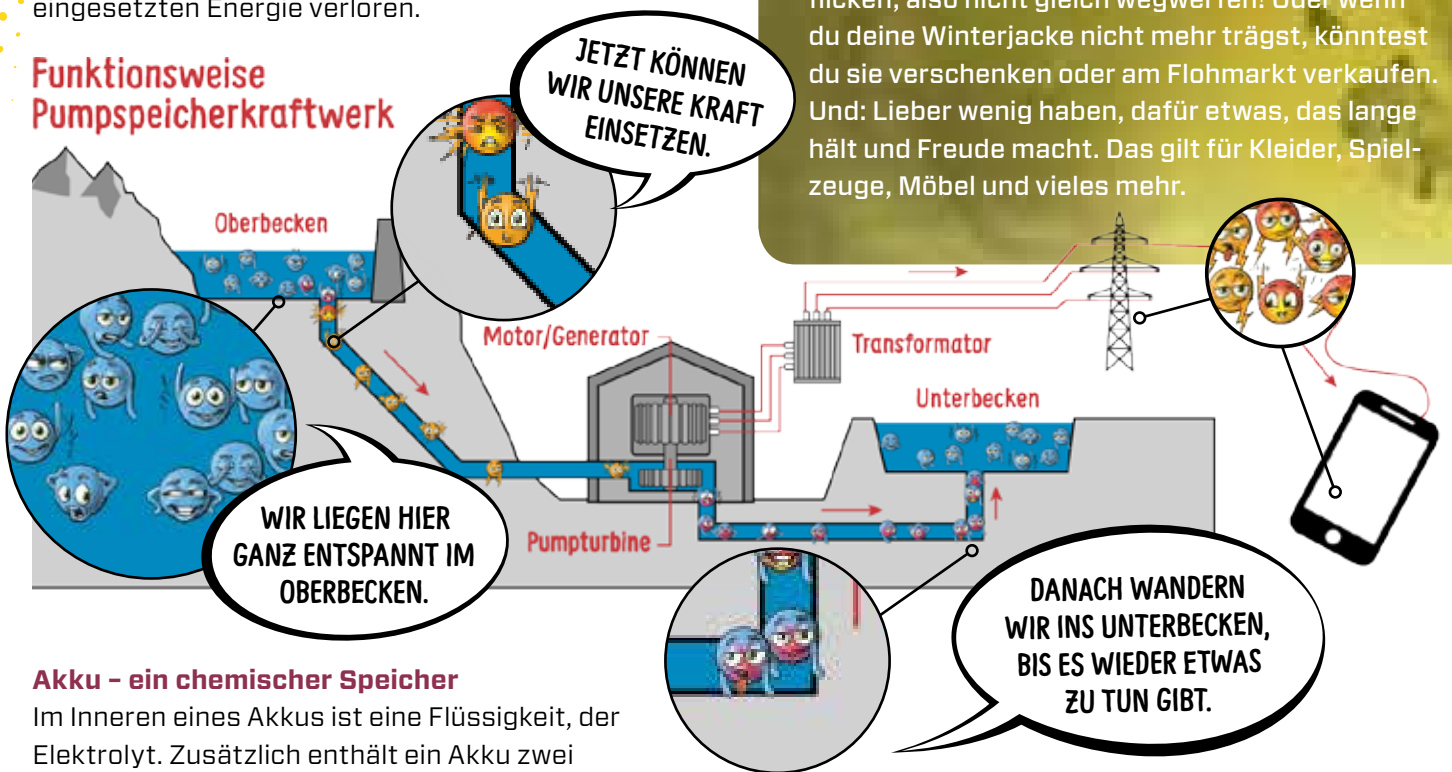 eingesetzten Energie verloren.
Funktionsweise
Pumpspeicherkraftwerk
JETZT KÖNNEN
WIR UNSERE KRAFT
EINSETZEN.
du deine Winterjacke nicht mehr trägst, könntest
du sie verschenken oder am Flohmarkt verkaufen.
Und: Lieber wenig haben, dafür etwas, das lange
hält und Freude macht. Das gilt für Kleider, Spiel-
zeuge, Möbel und vieles mehr.
Oberbecken
Motor/Generator
Transformator
Unterbecken
WIR LIEGEN HIER
GANZ ENTSPANNT IM
OBERBECKEN.
Pumpturbine
DANACH WANDERN
WIR INS UNTERBECKEN,
BIS ES WIEDER ETWAS
ZU TUN GIBT.
Akku – ein chemischer Speicher
Im Inneren eines Akkus ist eine Flüssigkeit, der
Elektrolyt. Zusätzlich enthält ein Akku zwei